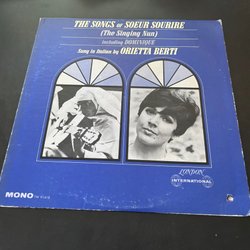 THE SONGS OF SOEUR SOURIRE
(The Singing Nun)
including DOMINIQUE
Sung in Italian by ORIETTA BERTI
LONDON
INTERNATIONAL
MONO